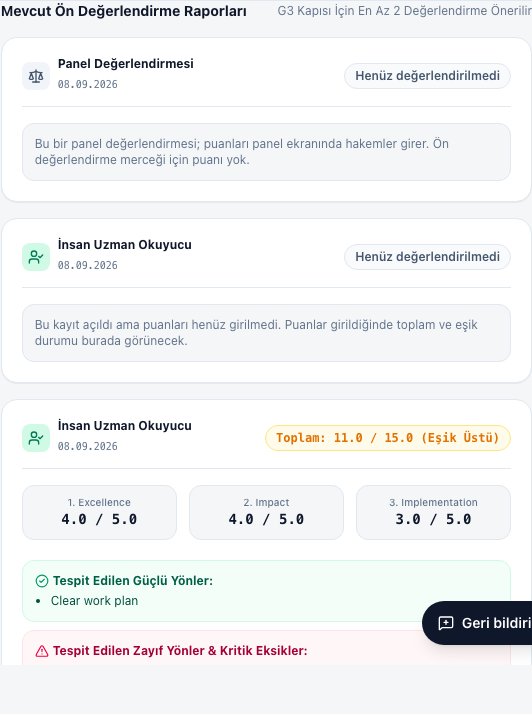 Mevcut Ön Değerlendirme Raporları
G3 Kapısı İçin En Az 2 Değerlendirme
Panel Değerlendirmesi
08.09.2026
Henüz değerlendirilmedi
Bu bir panel değerlendirmesi; puanları panel ekranında hakemler girer. Ön
değerlendirme merceği için puanı yok.
İnsan Uzman Okuyucu
08.09.2026
Henüz değerlendirilmedi
Bu kayıt açıldı ama puanları henüz girilmedi. Puanlar girildiğinde toplam ve eşik
durumu burada görünecek.
İnsan Uzman Okuyucu
08.09.2026
Toplam: 11.0 / 15.0 (Eşik Üstü)
1. Excellence
4.0 / 5.0
2. Impact
4.0 / 5.0
3. Implementation
3.0 / 5.0
Tespit Edilen Güçlü Yönler:
• Clear work plan
Geri bildiri
Tespit Edilen Zayıf Yönler & Kritik Eksikler: